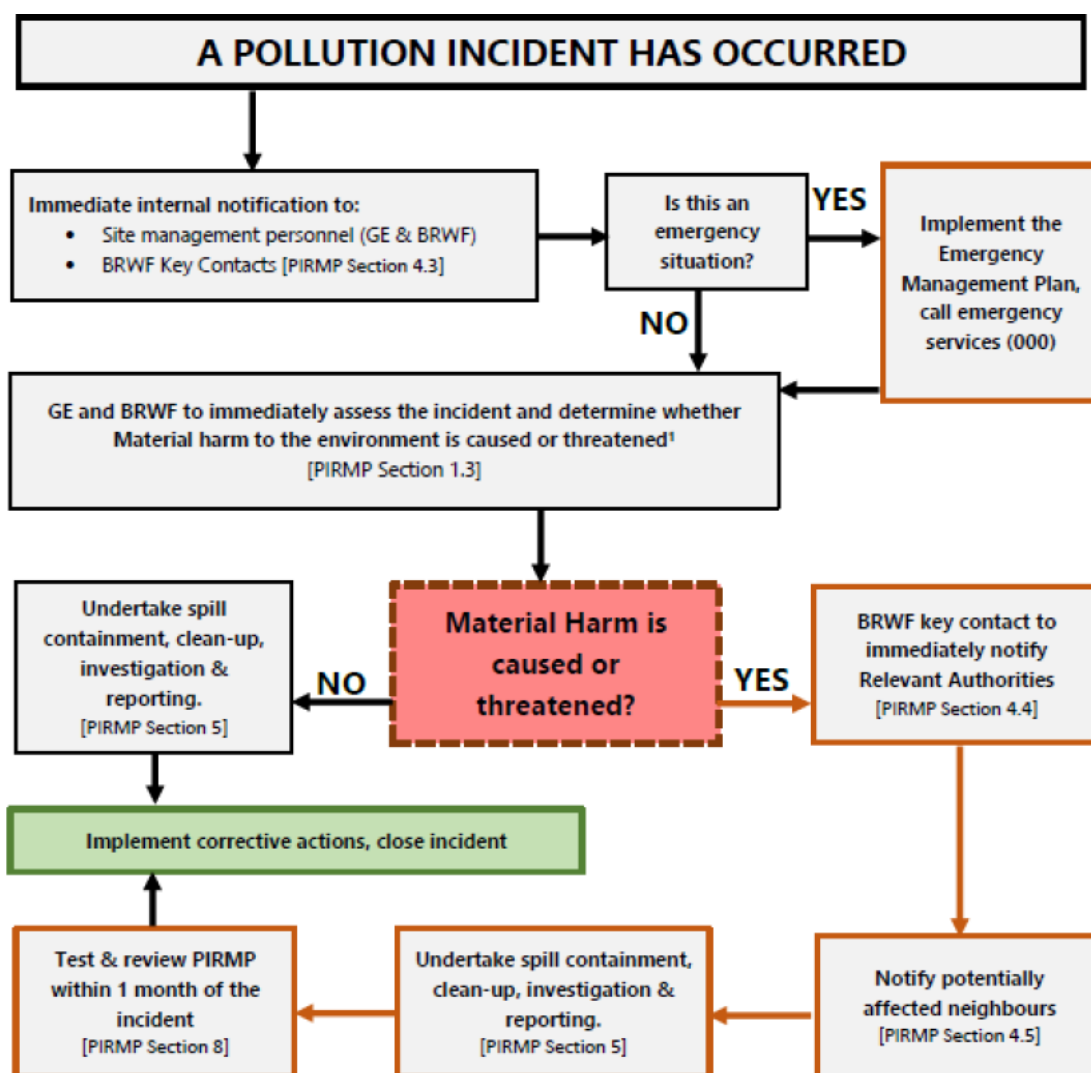 A POLLUTION INCIDENT HAS OCCURRED
Immediate internal notification to:
• Site management personnel (GE & BRWF)
• BRWF Key Contacts [PIRMP Section 4.3]
Is this an
emergency
situation?
YES
NO
Implement the
Emergency
Management Plan,
call emergency
services (000)
GE and BRWF to immediately assess the incident and determine whether
Material harm to the environment is caused or threatened¹
[PIRMP Section 1.3]
Material Harm is
caused or
threatened?
NO
YES
Undertake spill
containment, clean-up,
investigation &
reporting.
[PIRMP Section 5]
BRWF key contact to
immediately notify
Relevant Authorities
[PIRMP Section 4.4]
Implement corrective actions, close incident
Notify potentially
affected neighbours
[PIRMP Section 4.5]
Undertake spill containment,
clean-up, investigation &
reporting.
[PIRMP Section 5]
Test & review PIRMP
within 1 month of the
incident
[PIRMP Section 8]